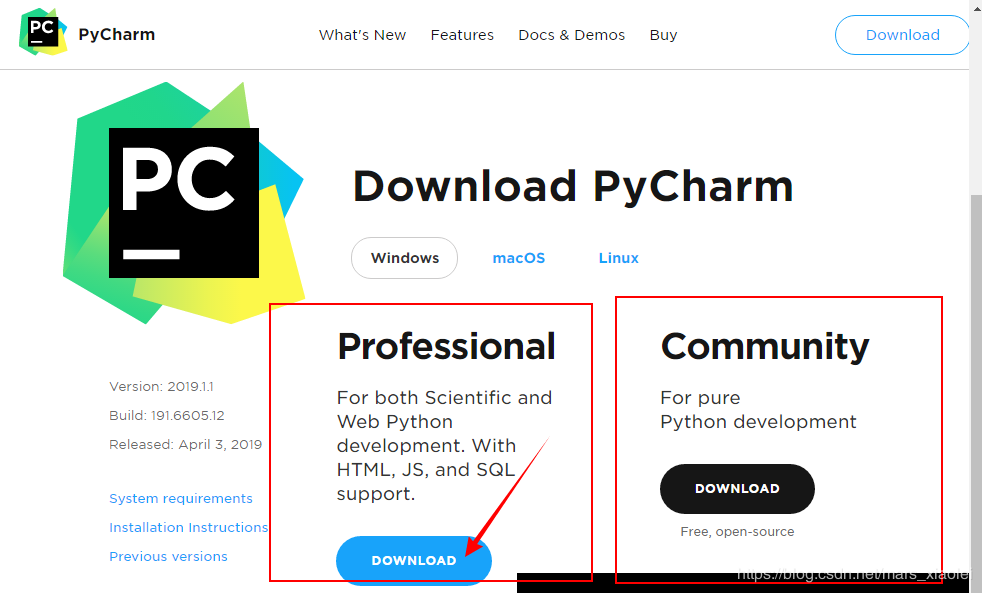 PC
PyCharm
What's New
Features
Docs & Demos
Buy
Download
PC
Download PyCharm
Windows
macOS
Linux
Professional
For both Scientific and
Web Python
development. With
HTML, JS, and SQL
support.
DOWNLOAD
Community
For pure
Python development
DOWNLOAD
Free, open-source
Version: 2019.1.1
Build: 191.6605.12
Released: April 3, 2019
System requirements
Installation Instructions
Previous versions
https://blog.csdn.net/mars_xiaolei